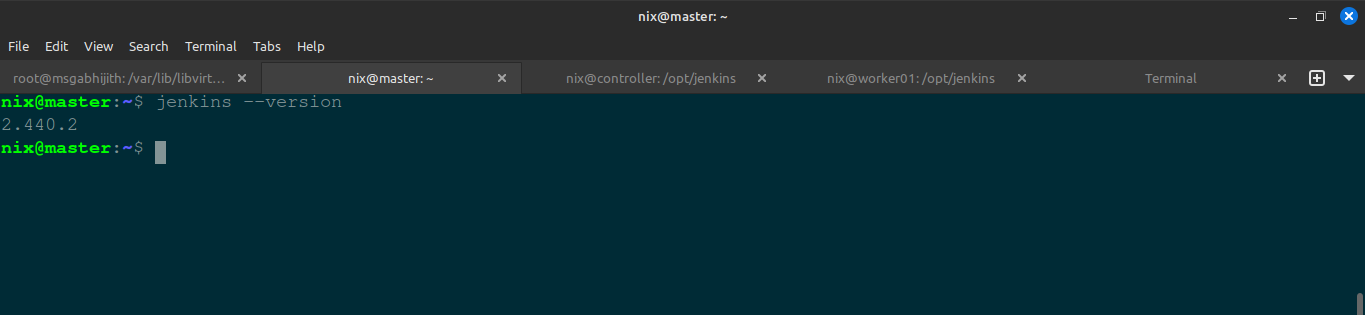 nix@master: ~
File Edit View Search Terminal Tabs Help
root@msgabhijith: /var/lib/libvirt… nix@master: ~ nix@controller: /opt/jenkins nix@worker01: /opt/jenkins Terminal
nix@master:~$ jenkins --version
2.440.2
nix@master:~$